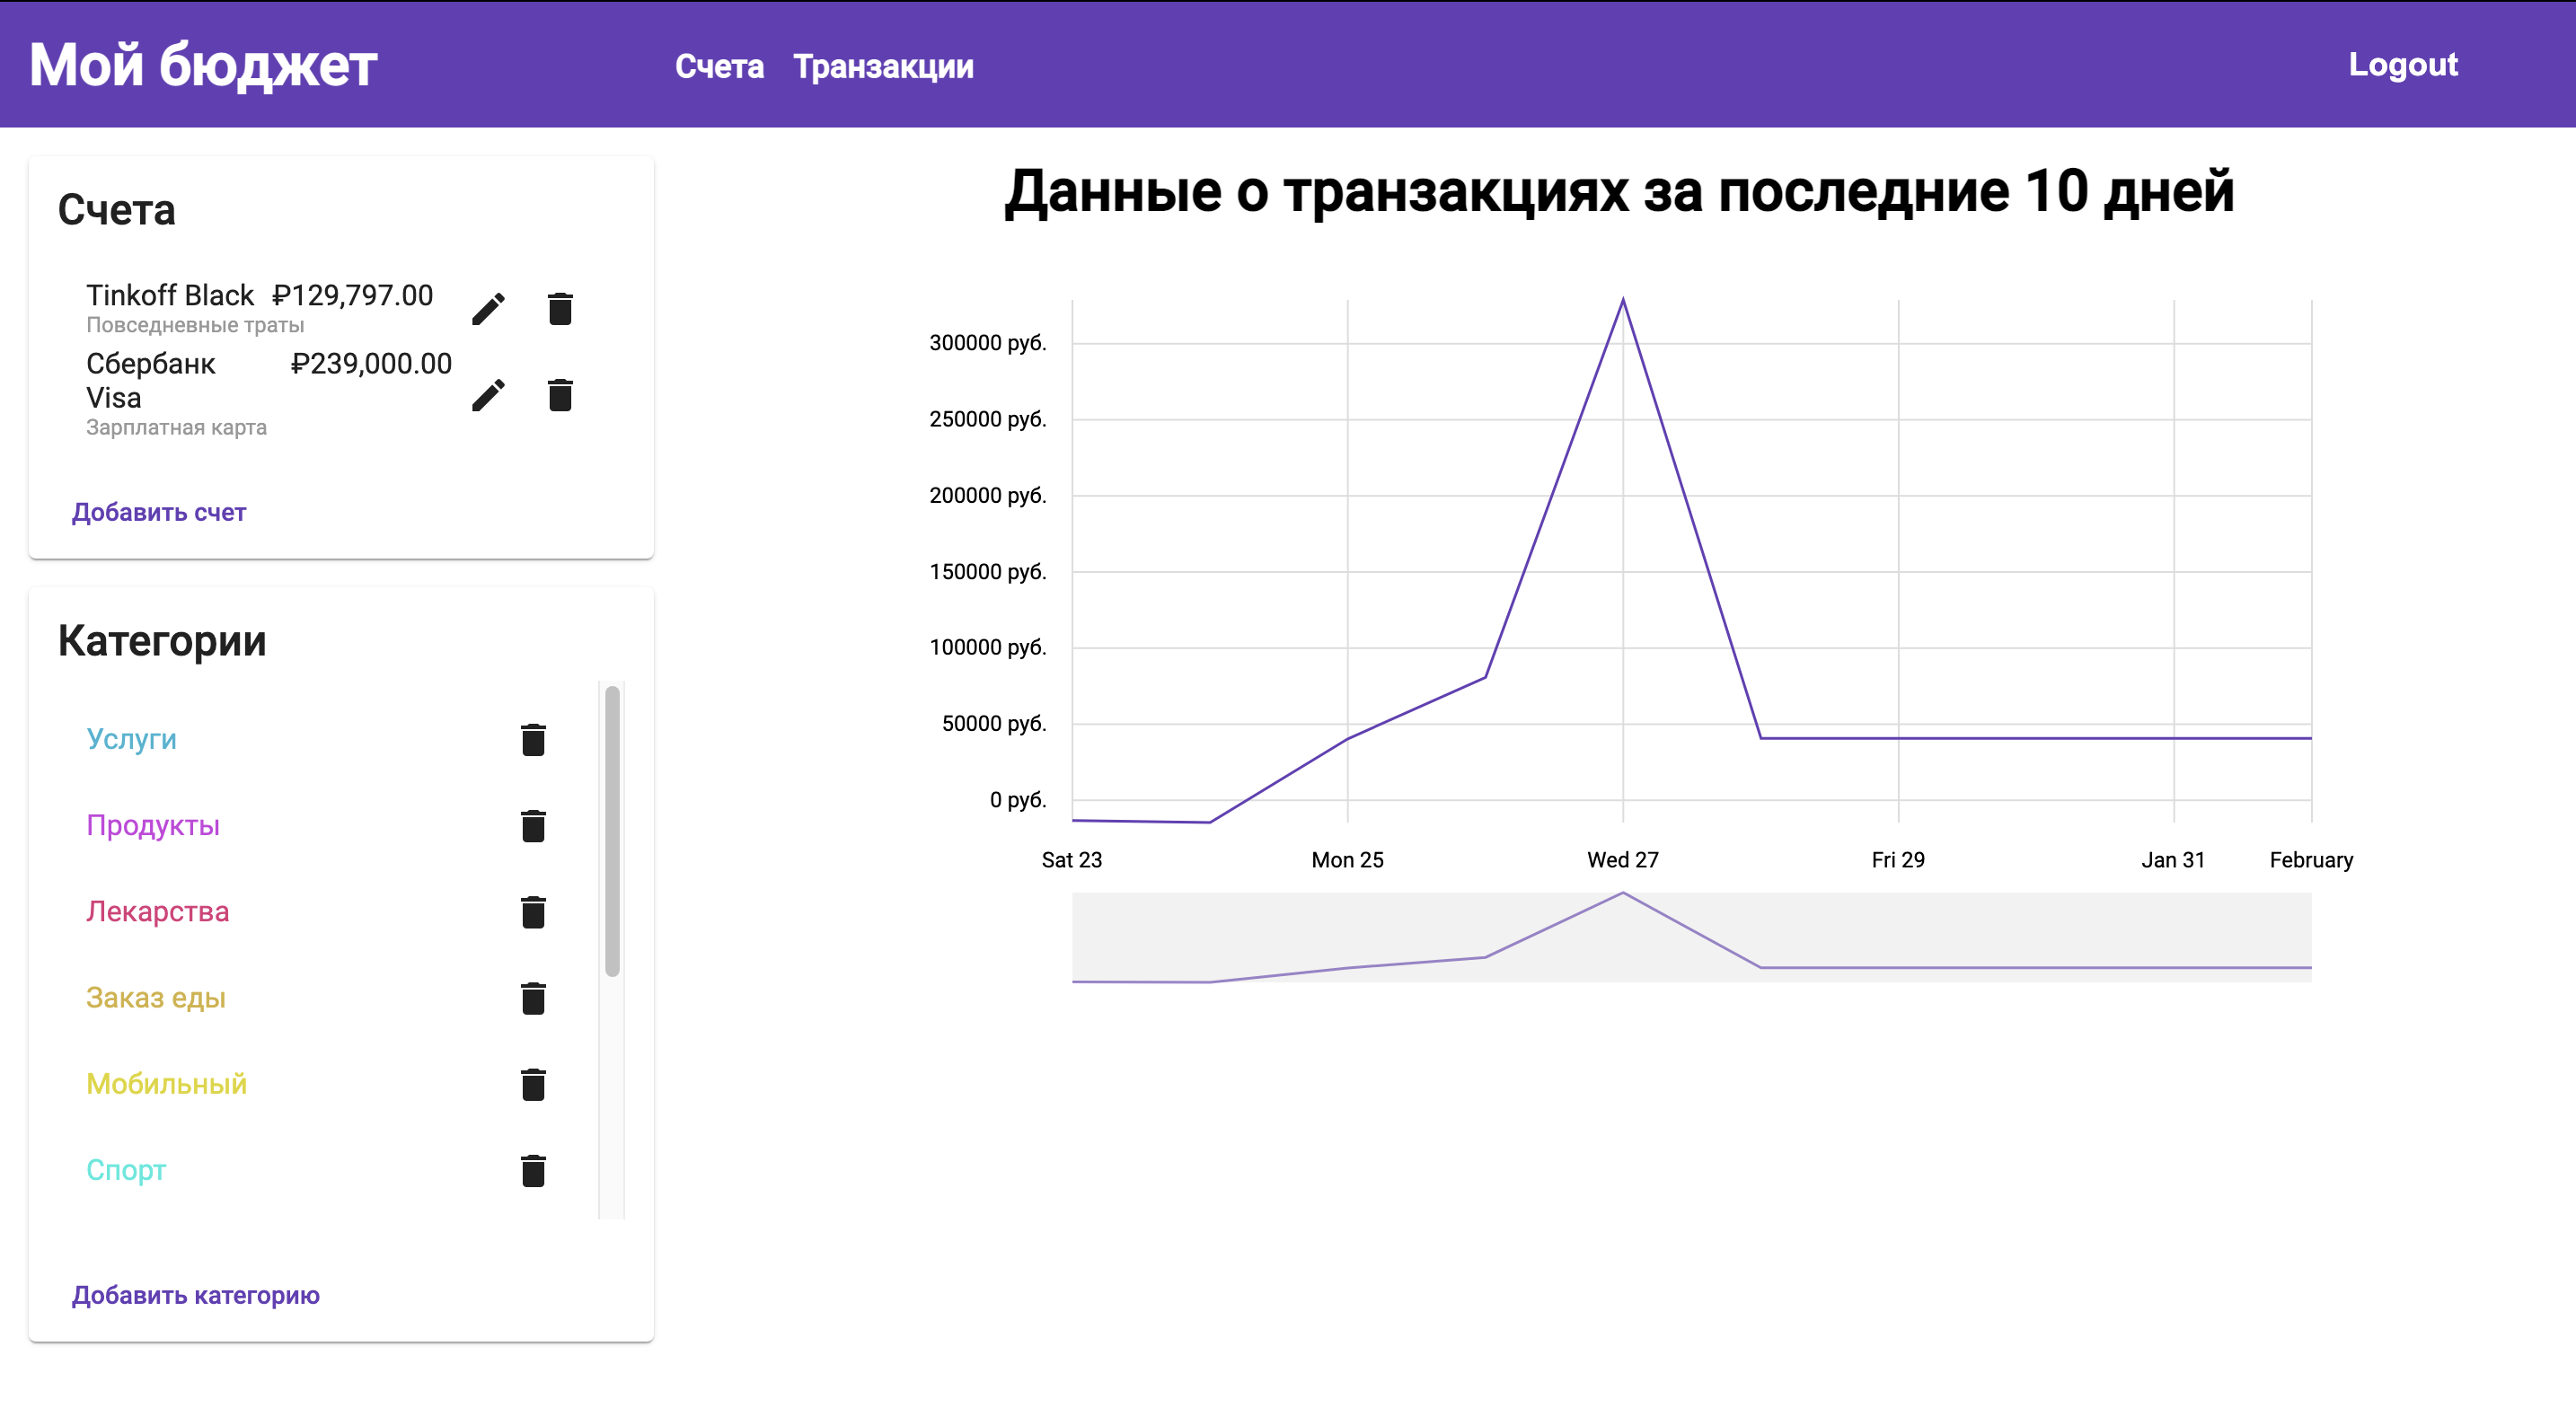 Мой бюджет
Счета Транзакции
Logout
Счета
Tinkoff Black ₽129,797.00
Повседневные траты
Сбербанк ₽239,000.00
Visa
Зарплатная карта
Добавить счет
Категории
Услуги
Продукты
Лекарства
Заказ еды
Мобильный
Спорт
Добавить категорию
Данные о транзакциях за последние 10 дней
300000 руб.
250000 руб.
200000 руб.
150000 руб.
100000 руб.
50000 руб.
0 руб.
Sat 23 Mon 25 Wed 27 Fri 29 Jan 31 February